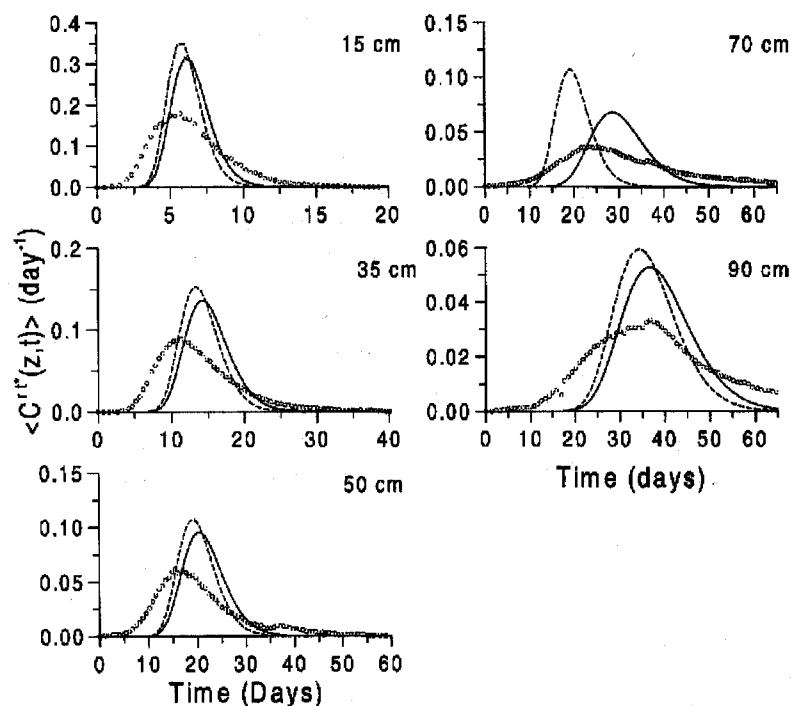 15 cm
0.4
0.3
0.2
0.1
0.0
0 5 10 15 20
70 cm
0.15
0.10
0.05
0.00
0 10 20 30 40 50 60
35 cm
0.2
0.1
0.0
0 10 20 30 40
90 cm
0.06
0.04
0.02
0.00
0 10 20 30 40 50 60
Time (days)
50 cm
0.15
0.10
0.05
0.00
0 10 20 30 40 50 60
Time (Days)
<C^{rt*}(z,t)> (day⁻¹)